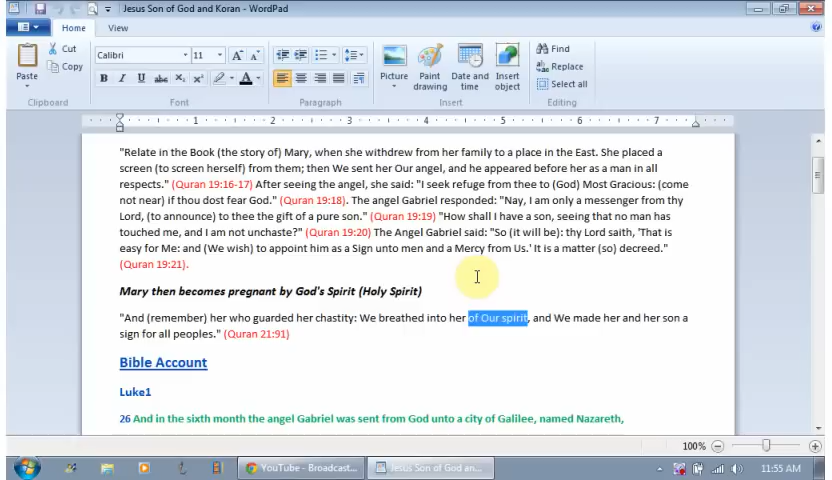 Jesus Son of God and Koran - WordPad
Home View
Cut
Copy
Paste
Clipboard
Calibri 11
B I U abc X₂ X² A
Font
Paragraph
Picture Paint drawing Date and time Insert object
Insert
Find
Replace
Select all
Editing
1 2 3 4 5 6 7
"Relate in the Book (the story of) Mary, when she withdrew from her family to a place in the East. She placed a
screen (to screen herself) from them; then We sent her Our angel, and he appeared before her as a man in all
respects." (Quran 19:16-17) After seeing the angel, she said: "I seek refuge from thee to (God) Most Gracious: (come
not near) if thou dost fear God." (Quran 19:18). The angel Gabriel responded: "Nay, I am only a messenger from thy
Lord, (to announce) to thee the gift of a pure son." (Quran 19:19) "How shall I have a son, seeing that no man has
touched me, and I am not unchaste?" (Quran 19:20) The Angel Gabriel said: "So (it will be): thy Lord saith, 'That is
easy for Me: and (We wish) to appoint him as a Sign unto men and a Mercy from Us.' It is a matter (so) decreed."
(Quran 19:21).
Mary then becomes pregnant by God's Spirit (Holy Spirit)
"And (remember) her who guarded her chastity: We breathed into her of Our spirit, and We made her and her son a
sign for all peoples." (Quran 21:91)
Bible Account
Luke1
26 And in the sixth month the angel Gabriel was sent from God unto a city of Galilee, named Nazareth,
100%
YouTube - Broadcast... Jesus Son of God and... 11:55 AM